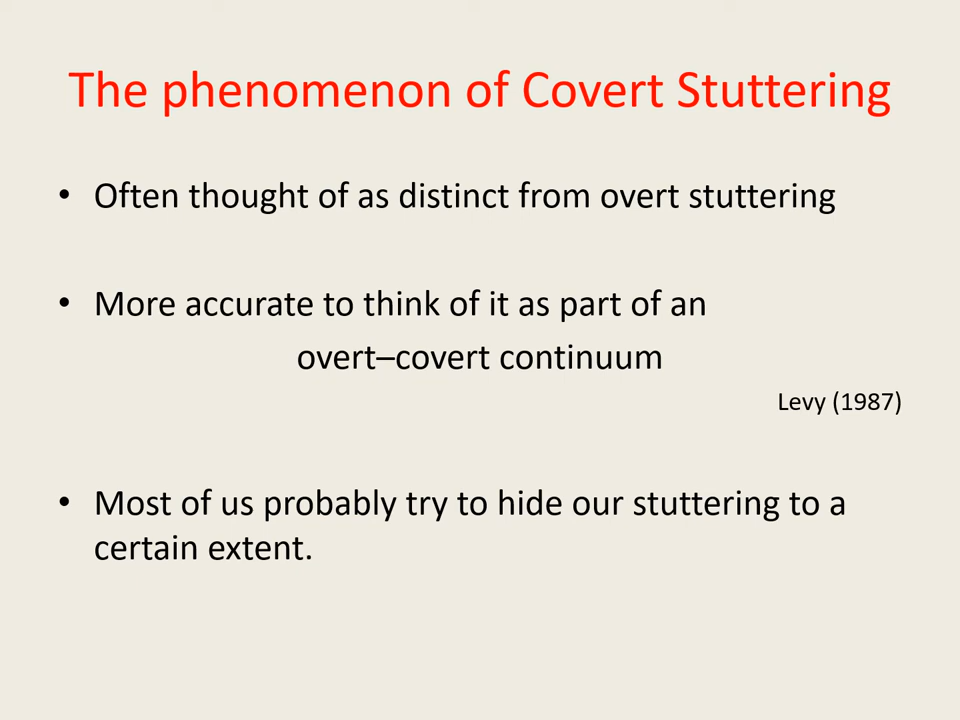 The phenomenon of Covert Stuttering
• Often thought of as distinct from overt stuttering
• More accurate to think of it as part of an
overt–covert continuum
Levy (1987)
• Most of us probably try to hide our stuttering to a
certain extent.